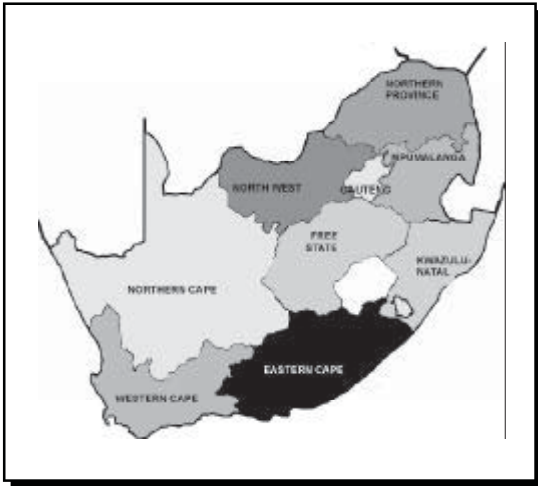 NORTHERN
PROVINCE
MPUMALANGA
NORTH WEST
GAUTENG
FREE
STATE
KWAZULU-
NATAL
NORTHERN CAPE
EASTERN CAPE
WESTERN CAPE